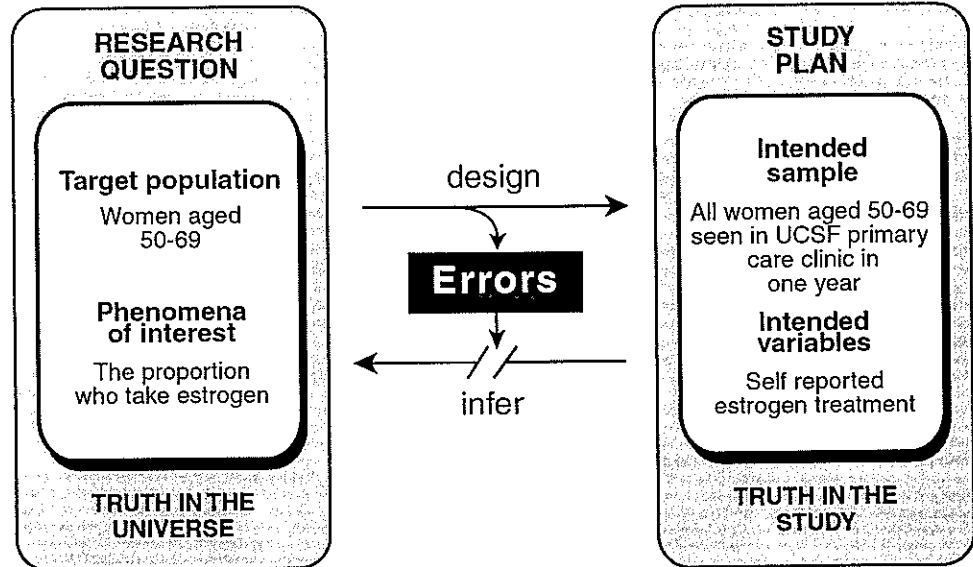 RESEARCH
QUESTION
Target population
Women aged
50-69
Phenomena
of interest
The proportion
who take estrogen
TRUTH IN THE
UNIVERSE
design
Errors
infer
STUDY
PLAN
Intended
sample
All women aged 50-69
seen in UCSF primary
care clinic in
one year
Intended
variables
Self reported
estrogen treatment
TRUTH IN THE
STUDY